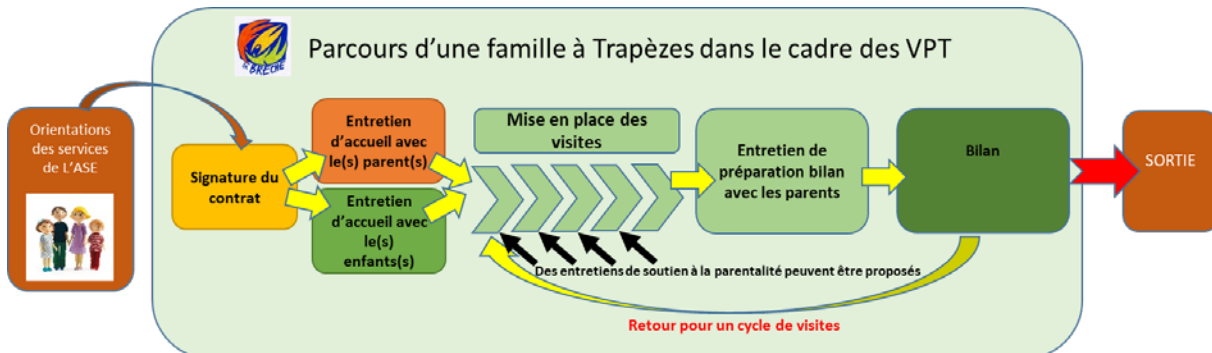 la BRÈCHE
Parcours d'une famille à Trapèzes dans le cadre des VPT
Orientations
des services
de L'ASE
Signature du
contrat
Entretien
d'accueil avec
le(s) parent(s)
Entretien
d'accueil avec
le(s)
enfants(s)
Mise en place des
visites
Des entretiens de soutien à la parentalité peuvent être proposés
Entretien de
préparation bilan
avec les parents
Bilan
SORTIE
Retour pour un cycle de visites